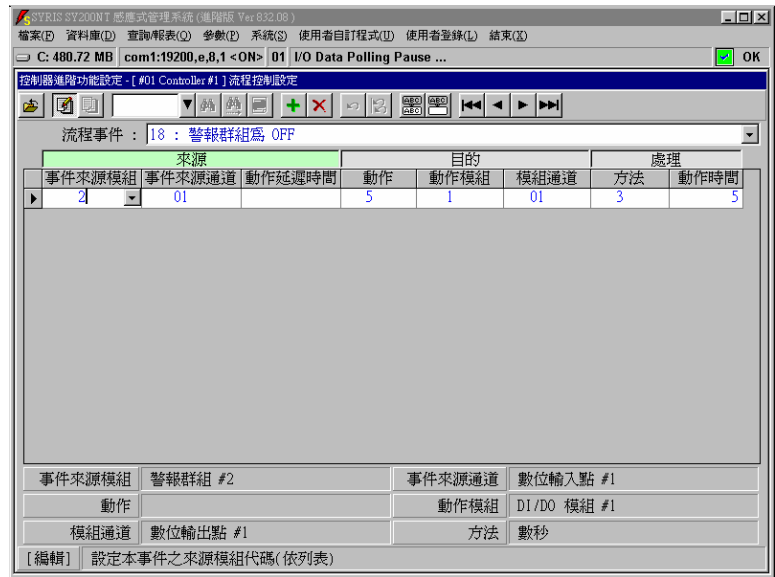 SYRIS SY200NT 感應式管理系統 (進階版 Ver 832.08 )
檔案(F) 資料庫(D) 查詢/報表(Q) 參數(P) 系統(S) 使用者自訂程式(U) 使用者登錄(L) 結束(X)
C: 480.72 MB com1:19200,e,8,1 <ON> 01 I/O Data Polling Pause ... OK
控制器進階功能設定 - [ #01 Controller #1 ] 流程控制設定
流程事件 : 18 : 警報群組為 OFF
來源 目的 處理
事件來源模組 事件來源通道 動作延遲時間 動作 動作模組 模組通道 方法 動作時間
2 01 5 1 01 3 5
事件來源模組 警報群組 #2 事件來源通道 數位輸入點 #1
動作 動作模組 DI/DO 模組 #1
模組通道 數位輸出點 #1 方法 數秒
[編輯] 設定本事件之來源模組代碼(依列表)